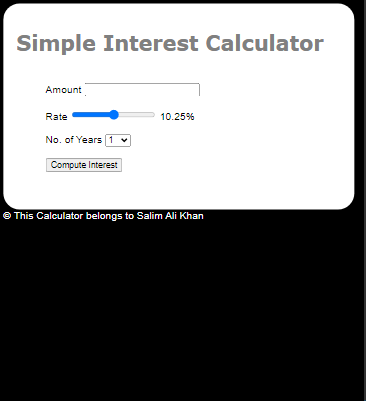 Simple Interest Calculator
Amount
Rate 10.25%
No. of Years 1
Compute Interest
© This Calculator belongs to Salim Ali Khan